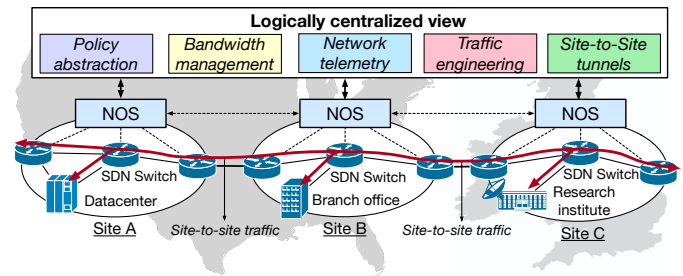 Logically centralized view
Policy
abstraction
Bandwidth
management
Network
telemetry
Traffic
engineering
Site-to-Site
tunnels
NOS
NOS
NOS
SDN Switch
SDN Switch
SDN Switch
Datacenter
Branch office
Research
institute
Site A
Site-to-site traffic
Site B
Site-to-site traffic
Site C